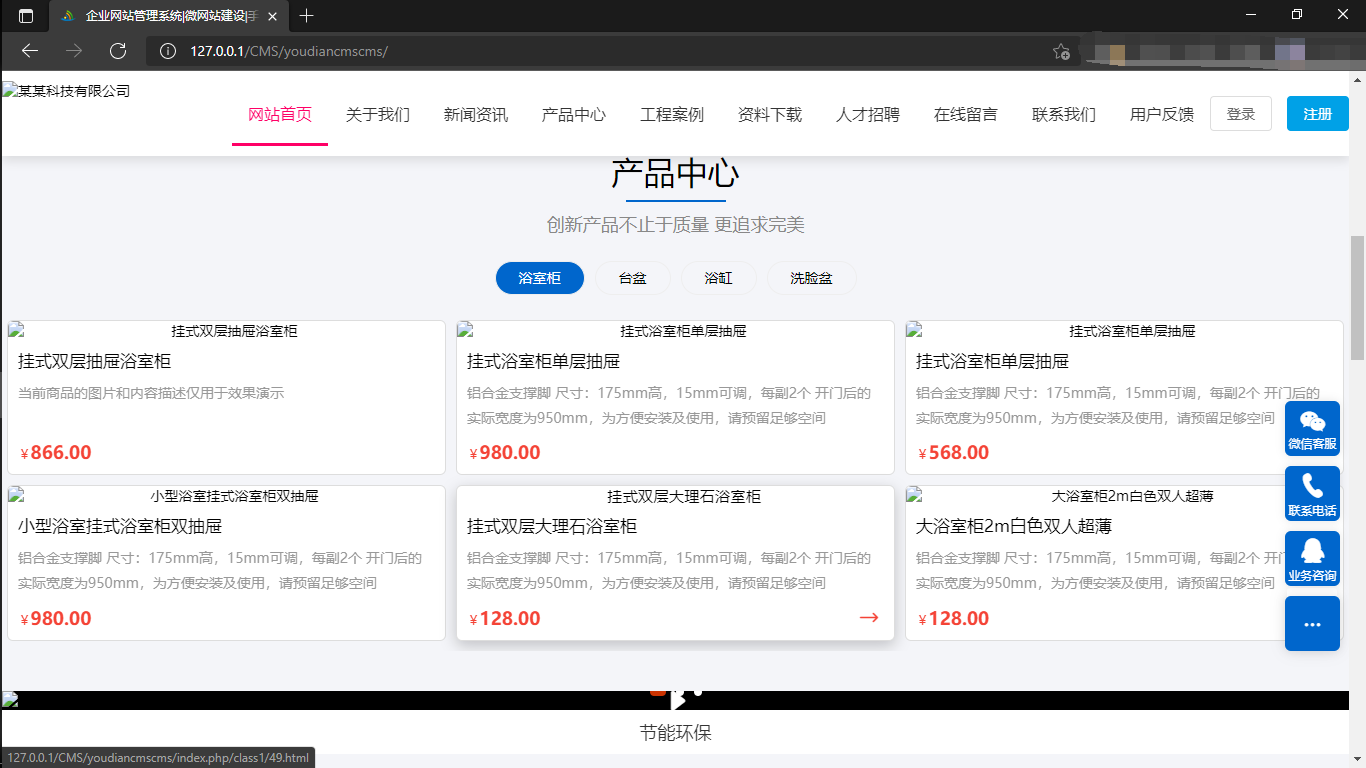 企业网站管理系统|微网站建设|手
127.0.0.1/CMS/youdiancmscms/
某某科技有限公司
网站首页 关于我们 新闻资讯 产品中心 工程案例 资料下载 人才招聘 在线留言 联系我们 用户反馈 登录 注册
产品中心
创新产品不止于质量 更追求完美
浴室柜 台盆 浴缸 洗脸盆
挂式双层抽屉浴室柜
挂式双层抽屉浴室柜
当前商品的图片和内容描述仅用于效果演示
¥866.00
挂式浴室柜单层抽屉
挂式浴室柜单层抽屉
铝合金支撑脚 尺寸：175mm高，15mm可调，每副2个 开门后的
实际宽度为950mm，为方便安装及使用，请预留足够空间
¥980.00
挂式浴室柜单层抽屉
挂式浴室柜单层抽屉
铝合金支撑脚 尺寸：175mm高，15mm可调，每副2个 开门后的
实际宽度为950mm，为方便安装及使用，请预留足够空间
¥568.00
小型浴室挂式浴室柜双抽屉
小型浴室挂式浴室柜双抽屉
铝合金支撑脚 尺寸：175mm高，15mm可调，每副2个 开门后的
实际宽度为950mm，为方便安装及使用，请预留足够空间
¥980.00
挂式双层大理石浴室柜
挂式双层大理石浴室柜
铝合金支撑脚 尺寸：175mm高，15mm可调，每副2个 开门后的
实际宽度为950mm，为方便安装及使用，请预留足够空间
¥128.00 →
大浴室柜2m白色双人超薄
大浴室柜2m白色双人超薄
铝合金支撑脚 尺寸：175mm高，15mm可调，每副2个 开门
实际宽度为950mm，为方便安装及使用，请预留足够空间
¥128.00
微信客服
联系电话
业务咨询
...
节能环保
127.0.0.1/CMS/youdiancmscms/index.php/class1/49.html